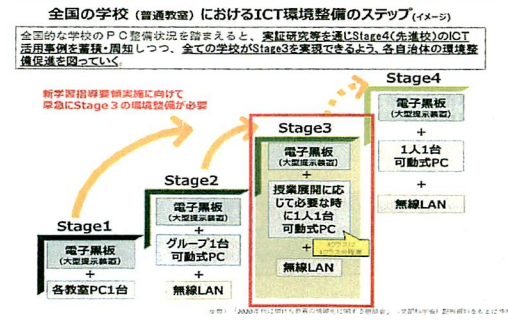 全国の学校（普通教室）におけるICT環境整備のステップ(イメージ)
全国的な学校のPC整備状況を踏まえると、実証研究等を通じStage4(先進校)のICT
活用事例を蓄積・周知しつつ、全ての学校がStage3を実現できるよう、各自治体の環境整
備促進を図っていく。
新学習指導要領実施に向けて
早急にStage３の環境整備が必要
Stage1
電子黒板
(大型提示装置)
+
各教室PC1台
Stage2
電子黒板
(大型提示装置)
+
グループ1台
可動式PC
+
無線LAN
Stage3
電子黒板
(大型提示装置)
+
授業展開に応
じて必要な時
に1人1台
可動式PC
+
無線LAN
Stage4
電子黒板
(大型提示装置)
+
1人1台
可動式PC
+
無線LAN